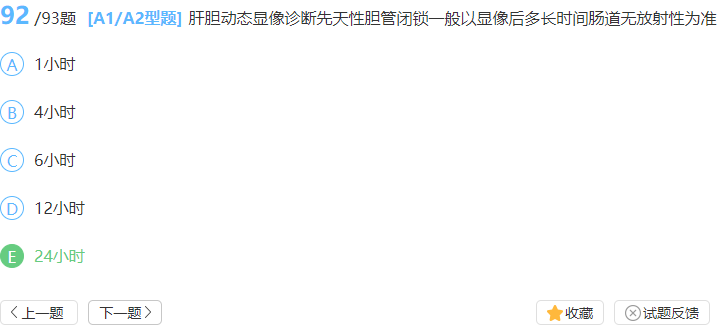 92 /93题 [A1/A2型题] 肝胆动态显像诊断先天性胆管闭锁一般以显像后多长时间肠道无放射性为准
A 1小时
B 4小时
C 6小时
D 12小时
E 24小时
上一题 下一题 收藏 试题反馈